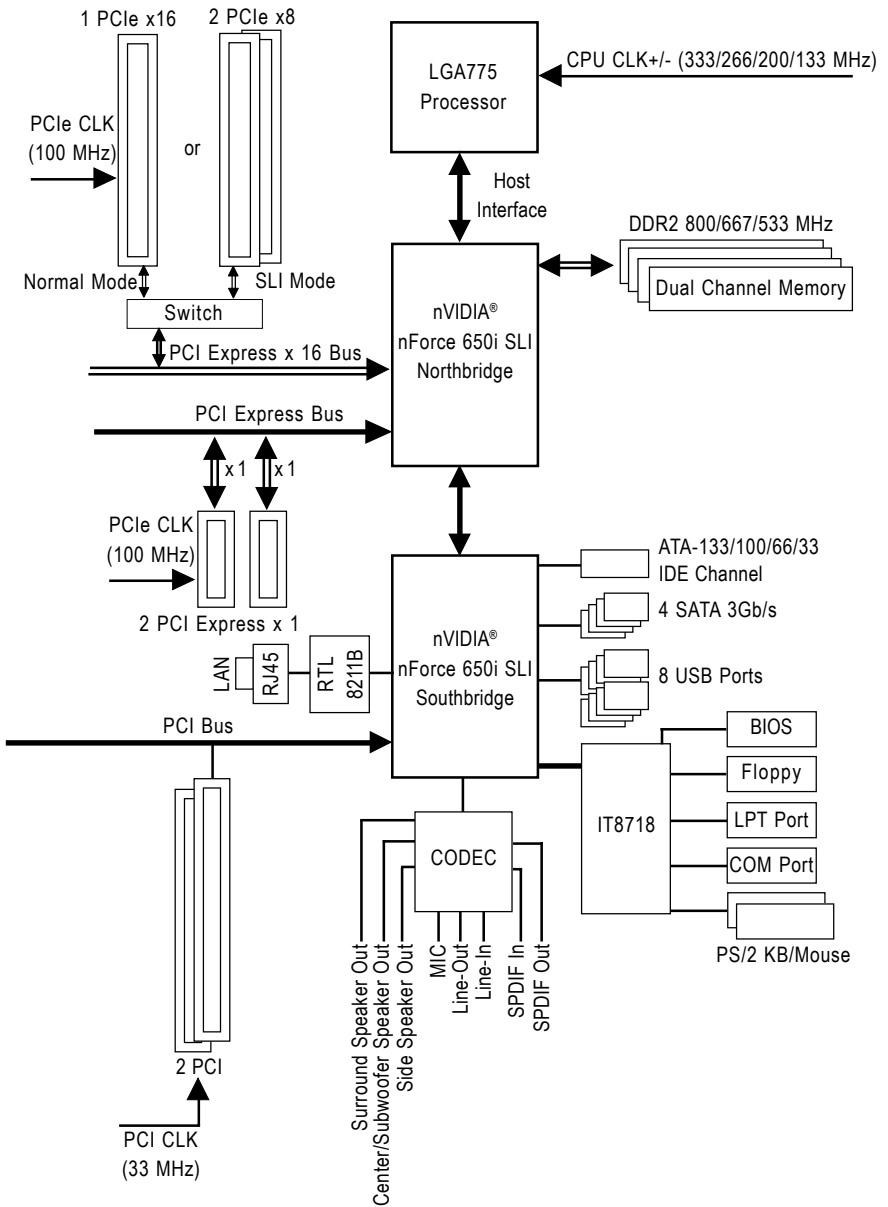 1 PCIe x16
2 PCIe x8
LGA775
Processor
CPU CLK+/- (333/266/200/133 MHz)
PCIe CLK
(100 MHz)
or
Host
Interface
DDR2 800/667/533 MHz
Dual Channel Memory
Normal Mode
SLI Mode
Switch
nVIDIA®
nForce 650i SLI
Northbridge
PCI Express x 16 Bus
PCI Express Bus
x 1
x 1
PCIe CLK
(100 MHz)
2 PCI Express x 1
ATA-133/100/66/33
IDE Channel
4 SATA 3Gb/s
8 USB Ports
nVIDIA®
nForce 650i SLI
Southbridge
LAN
RJ45
RTL
8211B
PCI Bus
BIOS
Floppy
IT8718
LPT Port
COM Port
PS/2 KB/Mouse
CODEC
Surround Speaker Out
Center/Subwoofer Speaker Out
Side Speaker Out
MIC
Line-Out
Line-In
SPDIF In
SPDIF Out
2 PCI
PCI CLK
(33 MHz)